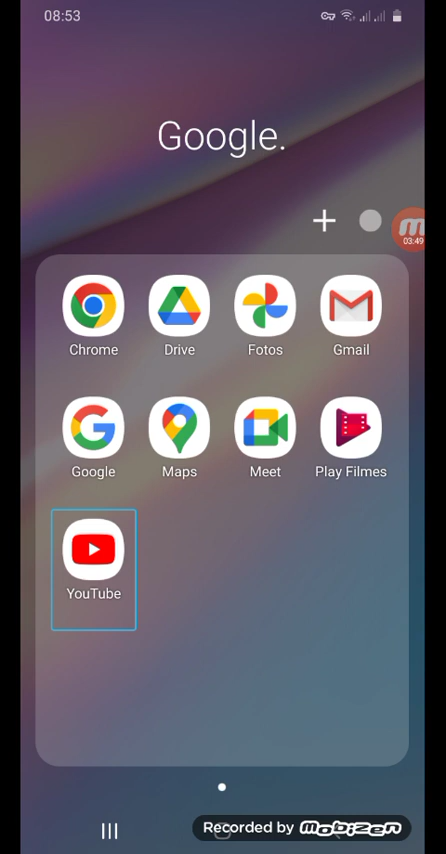 08:53
Google.
03:49
Chrome
Drive
Fotos
Gmail
Google
Maps
Meet
Play Filmes
YouTube
Recorded by mobizen